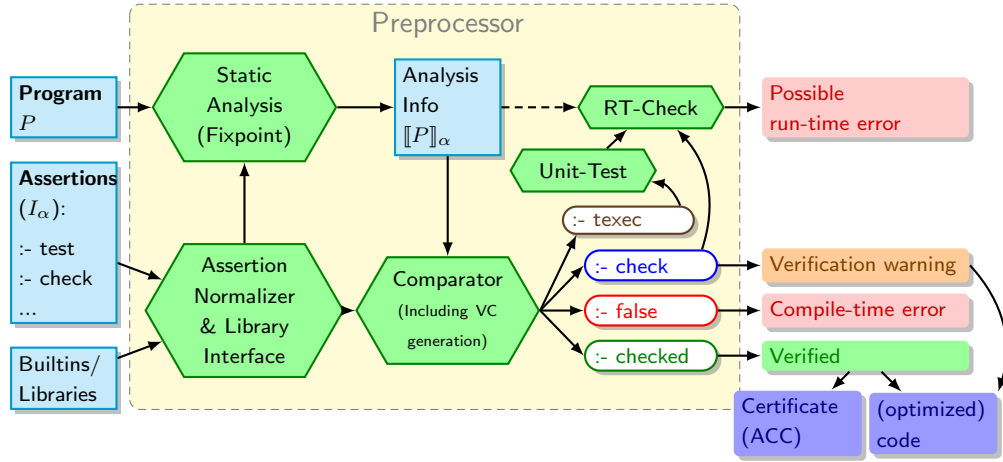 Preprocessor
Program
P
Static
Analysis
(Fixpoint)
Analysis
Info
⟦P⟧α
RT-Check
Possible
run-time error
Unit-Test
Assertions
(Iα):
:- test
:- check
...
Assertion
Normalizer
& Library
Interface
Comparator
(Including VC
generation)
:- texec
:- check
:- false
:- checked
Verification warning
Compile-time error
Verified
Builtins/
Libraries
Certificate
(ACC)
(optimized)
code